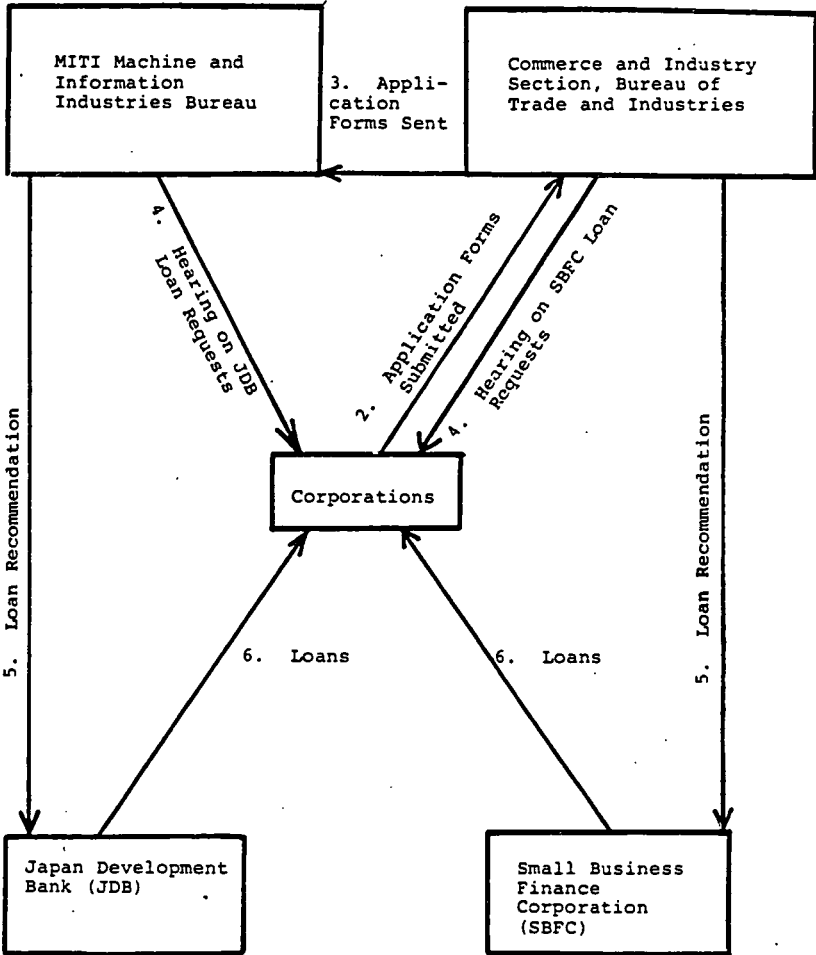 MITI Machine and
Information
Industries Bureau
3. Appli-
cation
Forms Sent
Commerce and Industry
Section, Bureau of
Trade and Industries
4. Hearing on JDB
Loan Requests
2. Application Forms
Submitted
4. Hearing on SBFC Loan
Requests
5. Loan Recommendation
Corporations
5. Loan Recommendation
6. Loans
6. Loans
Japan Development
Bank (JDB)
Small Business
Finance
Corporation
(SBFC)